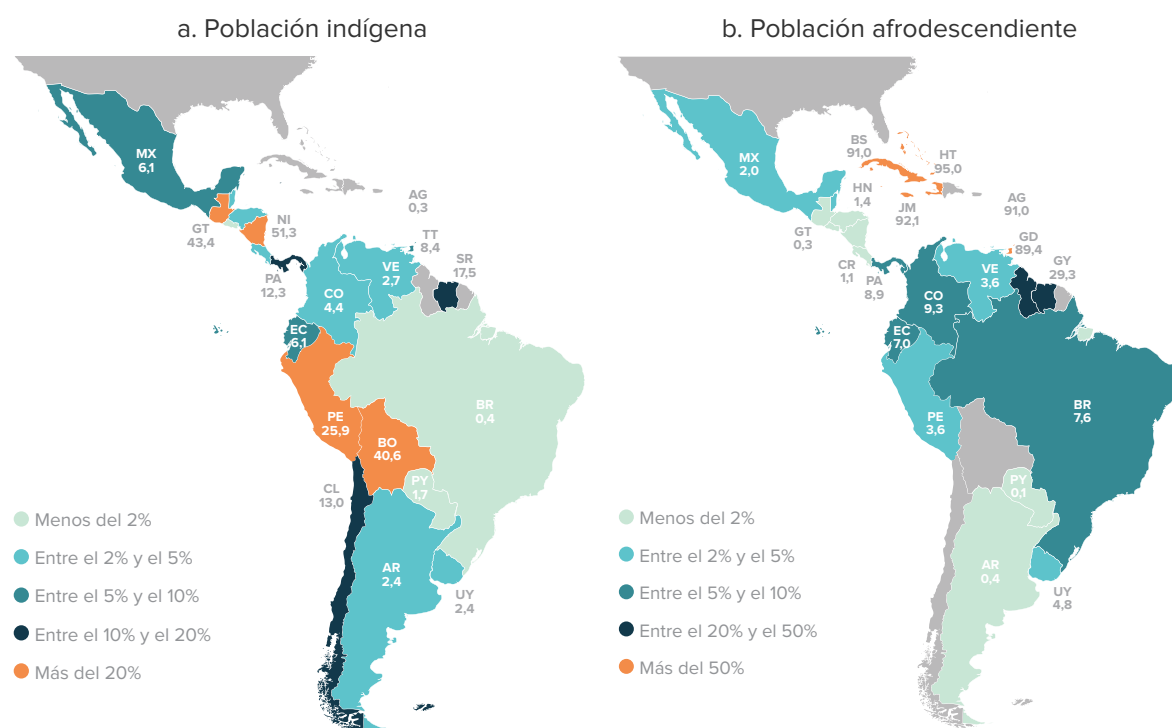 a. Población indígena
MX
6,1
GT
43,4
NI
51,3
PA
12,3
AG
0,3
TT
8,4
SR
17,5
VE
2,7
CO
4,4
EC
6,1
PE
25,9
BR
0,4
BO
40,6
PY
1,7
CL
13,0
AR
2,4
UY
2,4
Menos del 2%
Entre el 2% y el 5%
Entre el 5% y el 10%
Entre el 10% y el 20%
Más del 20%
b. Población afrodescendiente
MX
2,0
BS
91,0
HT
95,0
HN
1,4
JM
92,1
AG
91,0
GT
0,3
GD
89,4
CR
1,1
PA
8,9
VE
3,6
GY
29,3
CO
9,3
EC
7,0
PE
3,6
BR
7,6
PY
0,1
AR
0,4
UY
4,8
Menos del 2%
Entre el 2% y el 5%
Entre el 5% y el 10%
Entre el 20% y el 50%
Más del 50%